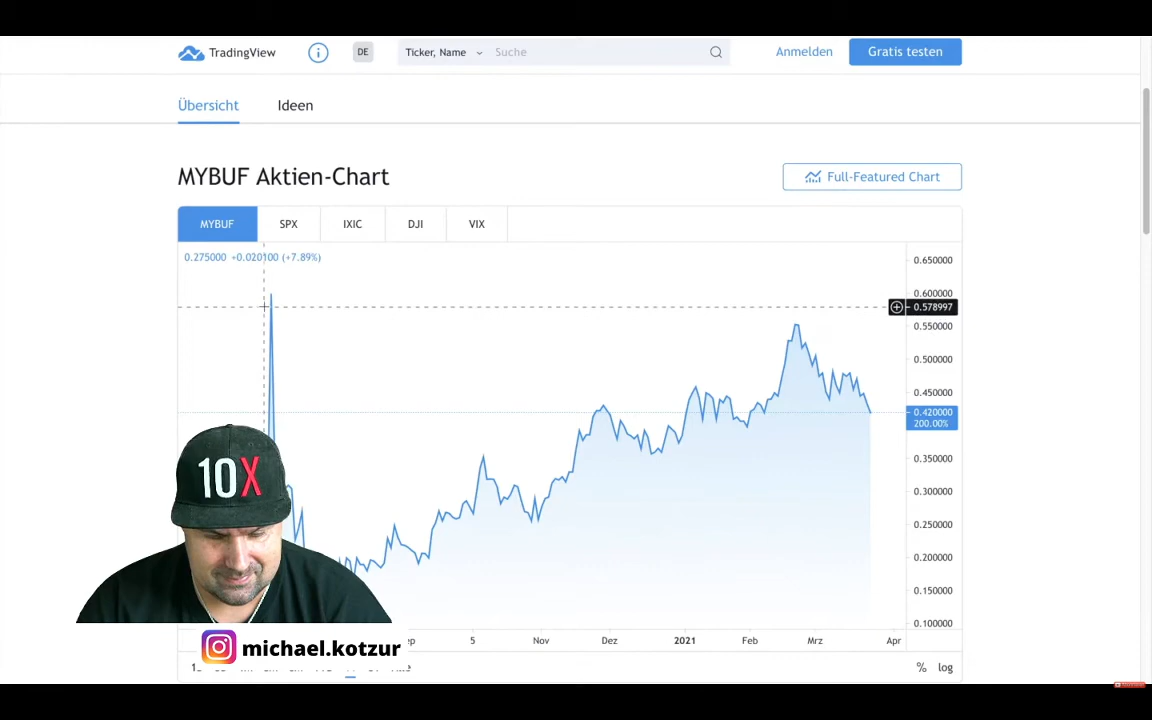 TradingView
DE
Ticker, Name
Suche
Anmelden
Gratis testen
Übersicht
Ideen
MYBUF Aktien-Chart
Full-Featured Chart
MYBUF
SPX
IXIC
DJI
VIX
0.275000 +0.020100 (+7.89%)
0.650000
0.600000
0.578997
0.550000
0.500000
0.450000
0.420000
200.00%
0.350000
0.300000
0.250000
0.200000
0.150000
0.100000
10X
5
Nov
Dez
2021
Feb
Mrz
Apr
michael.kotzur
%
log